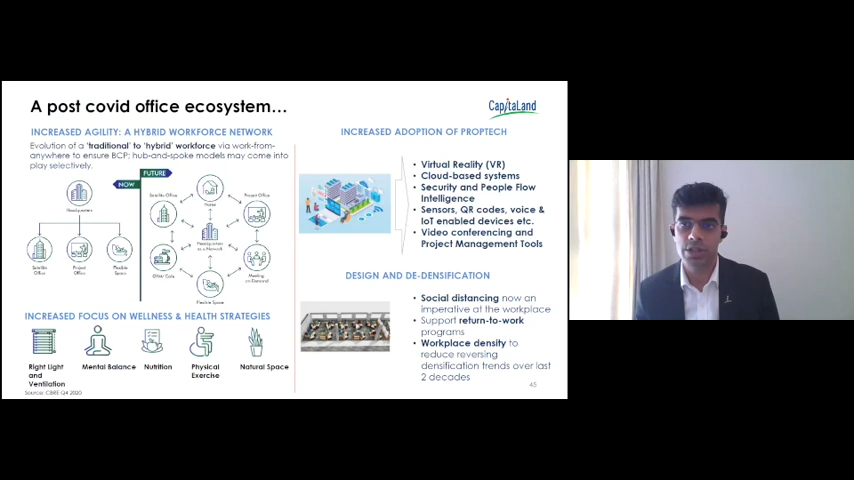 A post covid office ecosystem...
CapitaLand
INCREASED AGILITY: A HYBRID WORKFORCE NETWORK
Evolution of a 'traditional' to 'hybrid' workforce via work-from-
anywhere to ensure BCP; hub-and-spoke models may come into
play selectively.
NOW
FUTURE
Headquarters
Satellite
Office
Project
Office
Flexible
Space
Satellite Office
Home
Project Office
Headquarters
as a Network
Meeting
on Demand
Flexible Space
INCREASED FOCUS ON WELLNESS & HEALTH STRATEGIES
Right Light
and
Ventilation
Mental Balance
Nutrition
Physical
Exercise
Natural Space
Source: CBRE Q4 2020
INCREASED ADOPTION OF PROPTECH
• Virtual Reality (VR)
• Cloud-based systems
• Security and People Flow
Intelligence
• Sensors, QR codes, voice &
IoT enabled devices etc.
• Video conferencing and
Project Management Tools
DESIGN AND DE-DENSIFICATION
• Social distancing now an
imperative at the workplace
• Support return-to-work
programs
• Workplace density to
reduce reversing
densification trends over last
2 decades
45